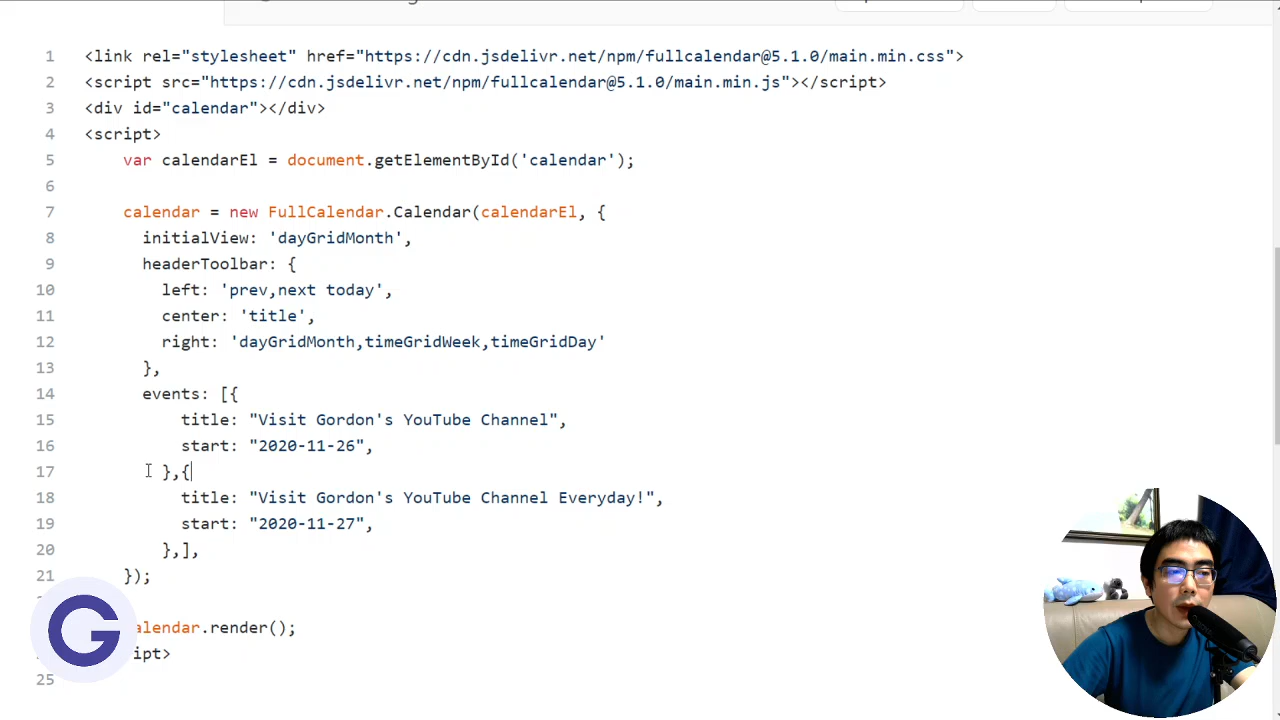 1 <link rel="stylesheet" href="https://cdn.jsdelivr.net/npm/fullcalendar@5.1.0/main.min.css">
2 <script src="https://cdn.jsdelivr.net/npm/fullcalendar@5.1.0/main.min.js"></script>
3 <div id="calendar"></div>
4 <script>
5 var calendarEl = document.getElementById('calendar');
6
7 calendar = new FullCalendar.Calendar(calendarEl, {
8 initialView: 'dayGridMonth',
9 headerToolbar: {
10 left: 'prev,next today',
11 center: 'title',
12 right: 'dayGridMonth,timeGridWeek,timeGridDay'
13 },
14 events: [{
15 title: "Visit Gordon's YouTube Channel",
16 start: "2020-11-26",
17 },{
18 title: "Visit Gordon's YouTube Channel Everyday!",
19 start: "2020-11-27",
20 },],
21 });
alendar.render();
ipt>
25
G